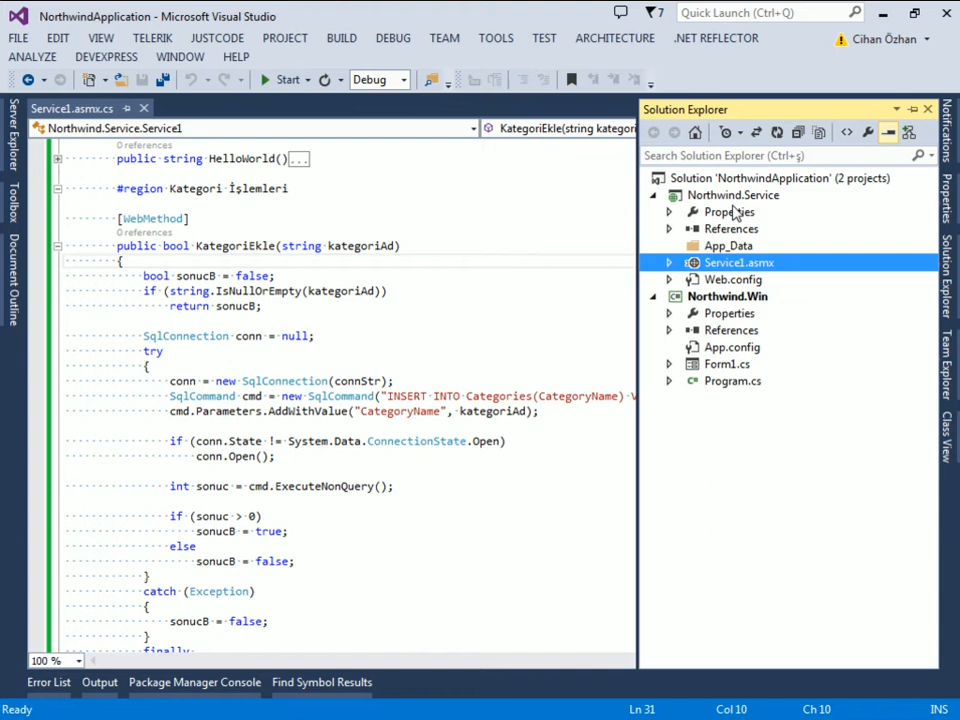 NorthwindApplication - Microsoft Visual Studio
7
Quick Launch (Ctrl+Q)
FILE EDIT VIEW TELERIK JUSTCODE PROJECT BUILD DEBUG TEAM TOOLS TEST ARCHITECTURE .NET REFLECTOR
Cihan Özhan
ANALYZE DEVEXPRESS WINDOW HELP
Start Debug
Server Explorer
Toolbox
Document Outline
Service1.asmx.cs
Northwind.Service.Service1
KategoriEkle(string kategori
0 references
public string HelloWorld()...
#region Kategori İşlemleri
[WebMethod]
0 references
public bool KategoriEkle(string kategoriAd)
{
bool sonucB = false;
if (string.IsNullOrEmpty(kategoriAd))
return sonucB;
SqlConnection conn = null;
try
{
conn = new SqlConnection(connStr);
SqlCommand cmd = new SqlCommand("INSERT INTO Categories(CategoryName) V
cmd.Parameters.AddWithValue("CategoryName", kategoriAd);
if (conn.State != System.Data.ConnectionState.Open)
conn.Open();
int sonuc = cmd.ExecuteNonQuery();
if (sonuc > 0)
sonucB = true;
else
sonucB = false;
}
catch (Exception)
{
sonucB = false;
}
finally
100 %
Solution Explorer
Search Solution Explorer (Ctrl+ş)
Solution 'NorthwindApplication' (2 projects)
Northwind.Service
Properties
References
App_Data
Service1.asmx
Web.config
Northwind.Win
Properties
References
App.config
Form1.cs
Program.cs
Notifications
Properties
Solution Explorer
Team Explorer
Class View
Error List Output Package Manager Console Find Symbol Results
Ready Ln 31 Col 10 Ch 10 INS